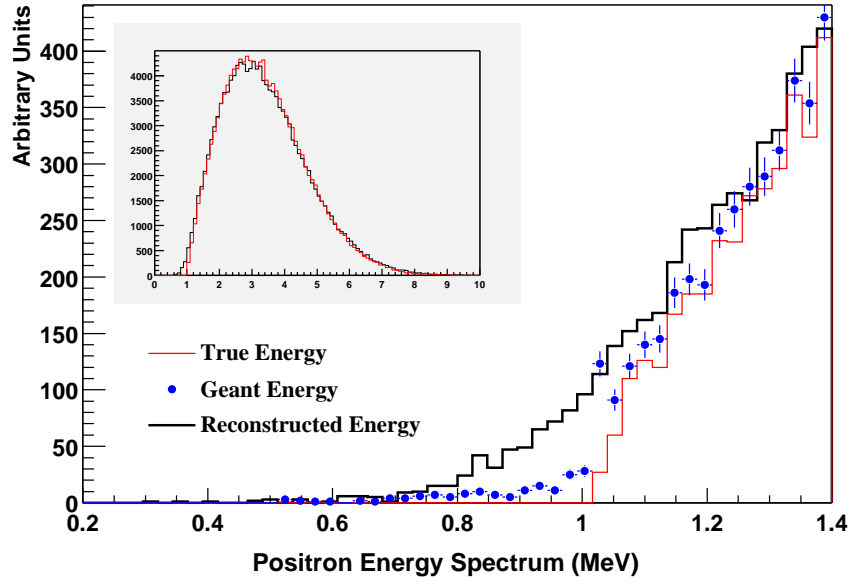 Arbitrary Units
400
350
300
250
200
150
100
50
0
4000
3500
3000
2500
2000
1500
1000
500
0
0 1 2 3 4 5 6 7 8 9 10
True Energy
Geant Energy
Reconstructed Energy
0.2 0.4 0.6 0.8 1 1.2 1.4
Positron Energy Spectrum (MeV)